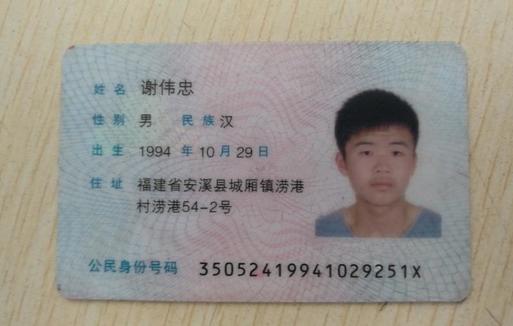 姓名 谢伟忠
性别 男 民族 汉
出生 1994 年 10 月 29 日
住址 福建省安溪县城厢镇涝港
村涝港54-2号
公民身份号码 35052419941029251X